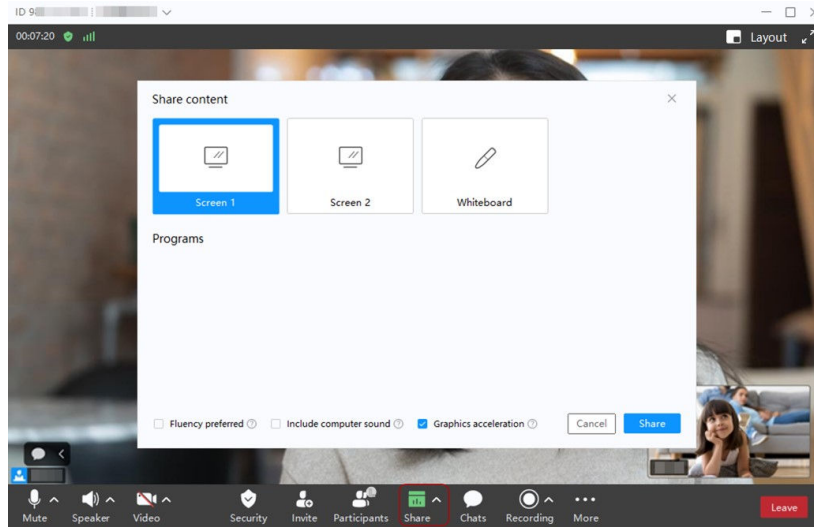 ID 9
00:07:20
Layout
Share content
Screen 1
Screen 2
Whiteboard
Programs
Fluency preferred
Include computer sound
Graphics acceleration
Cancel
Share
Mute
Speaker
Video
Security
Invite
Participants
Share
Chats
Recording
More
Leave